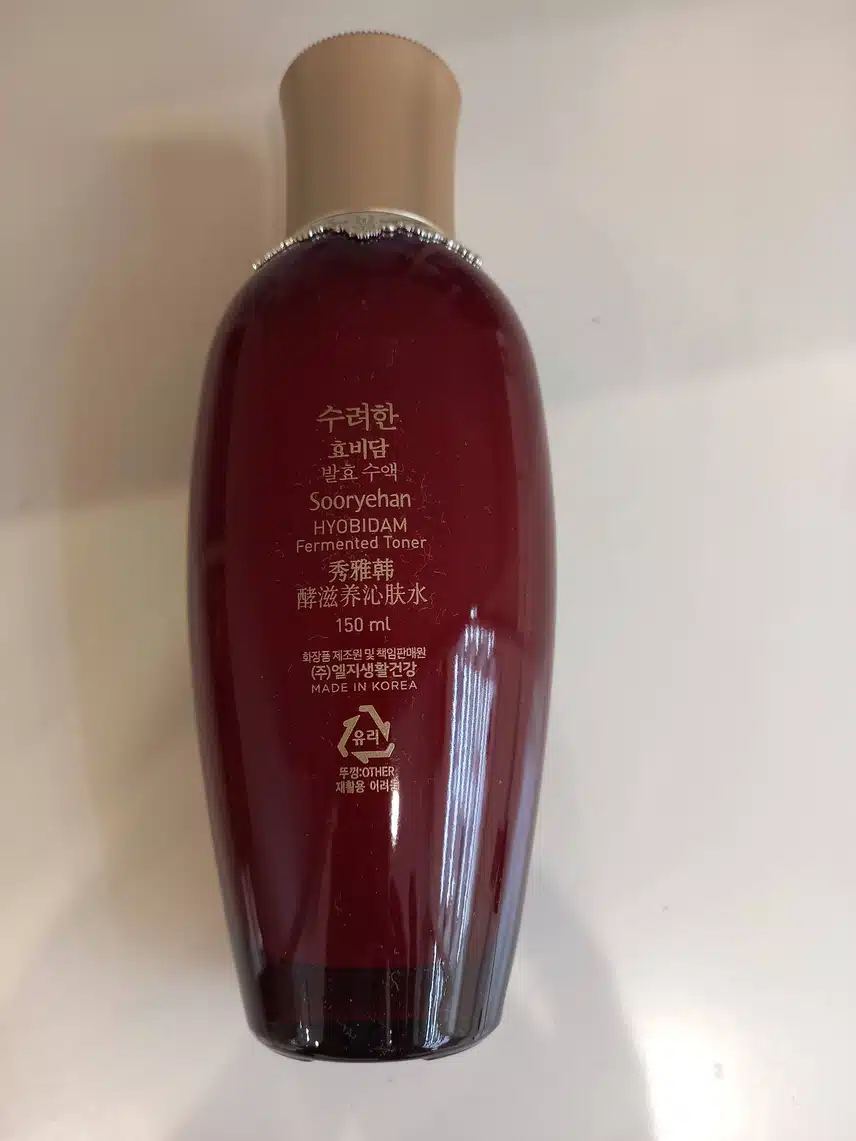 수려한
효비담
발효 수액
Sooryehan
HYOBIDAM
Fermented Toner
秀雅韩
酵滋养沁肤水
150 ml
화장품 제조원 및 책임판매원
(주)엘지생활건강
MADE IN KOREA
유리
뚜껑:OTHER
재활용 어려움